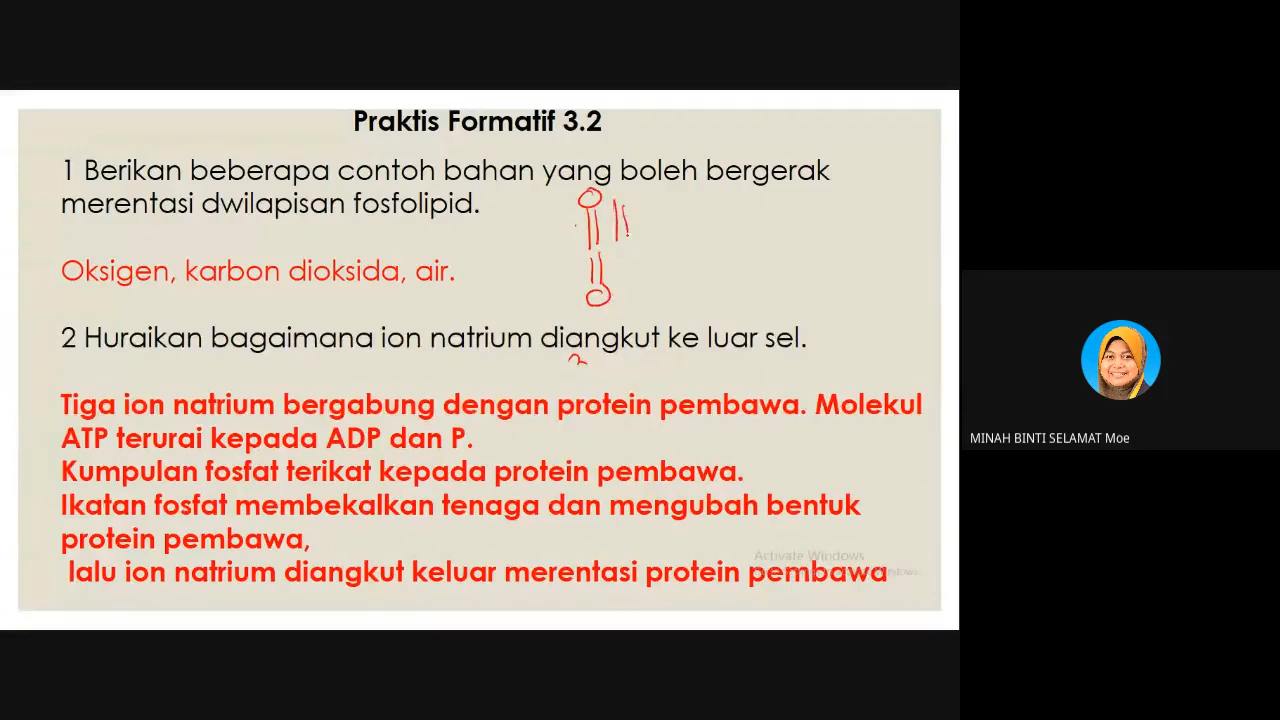 Praktis Formatif 3.2
1 Berikan beberapa contoh bahan yang boleh bergerak
merentasi dwilapisan fosfolipid.
Oksigen, karbon dioksida, air.
2 Huraikan bagaimana ion natrium diangkut ke luar sel.
Tiga ion natrium bergabung dengan protein pembawa. Molekul
ATP terurai kepada ADP dan P.
Kumpulan fosfat terikat kepada protein pembawa.
Ikatan fosfat membekalkan tenaga dan mengubah bentuk
protein pembawa,
lalu ion natrium diangkut keluar merentasi protein pembawa
Activate Windows
MINAH BINTI SELAMAT Moe